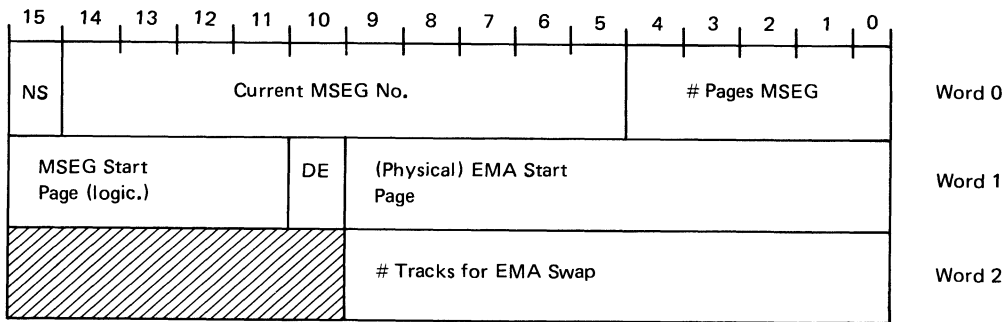 15 14 13 12 11 10 9 8 7 6 5 4 3 2 1 0
NS Current MSEG No. # Pages MSEG Word 0
MSEG Start DE (Physical) EMA Start
Page (logic.) Page Word 1
# Tracks for EMA Swap Word 2